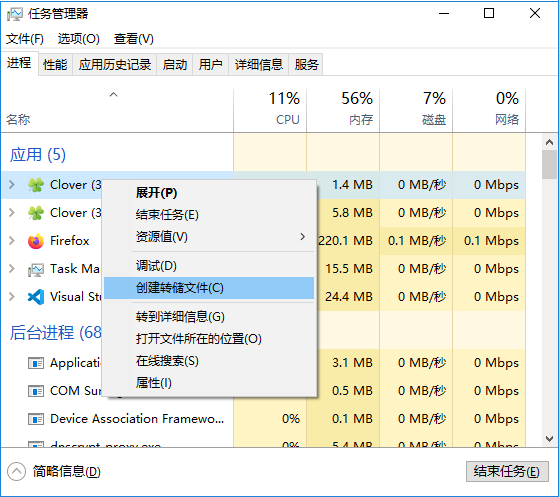 任务管理器
文件(F) 选项(O) 查看(V)
进程 性能 应用历史记录 启动 用户 详细信息 服务
11% 56% 7% 0%
名称 CPU 内存 磁盘 网络
应用 (5)
Clover (3 1.4 MB 0 MB/秒 0 Mbps
Clover (3 5.8 MB 0 MB/秒 0 Mbps
Firefox 220.1 MB 0.1 MB/秒 0.1 Mbps
Task Ma 15.5 MB 0 MB/秒 0 Mbps
Visual Stu 24.4 MB 0 MB/秒 0 Mbps
后台进程 (68
Applicatio 3.1 MB 0 MB/秒 0 Mbps
COM Sur 0.5 MB 0 MB/秒 0 Mbps
Device Association Framewo... 0% 0.1 MB 0 MB/秒 0 Mbps
dnscrypt-proxy.exe 0% 5.4 MB 0 MB/秒 0 Mbps
展开(P)
结束任务(E)
资源值(V)
调试(D)
创建转储文件(C)
转到详细信息(G)
打开文件所在的位置(O)
在线搜索(S)
属性(I)
简略信息(D) 结束任务(E)